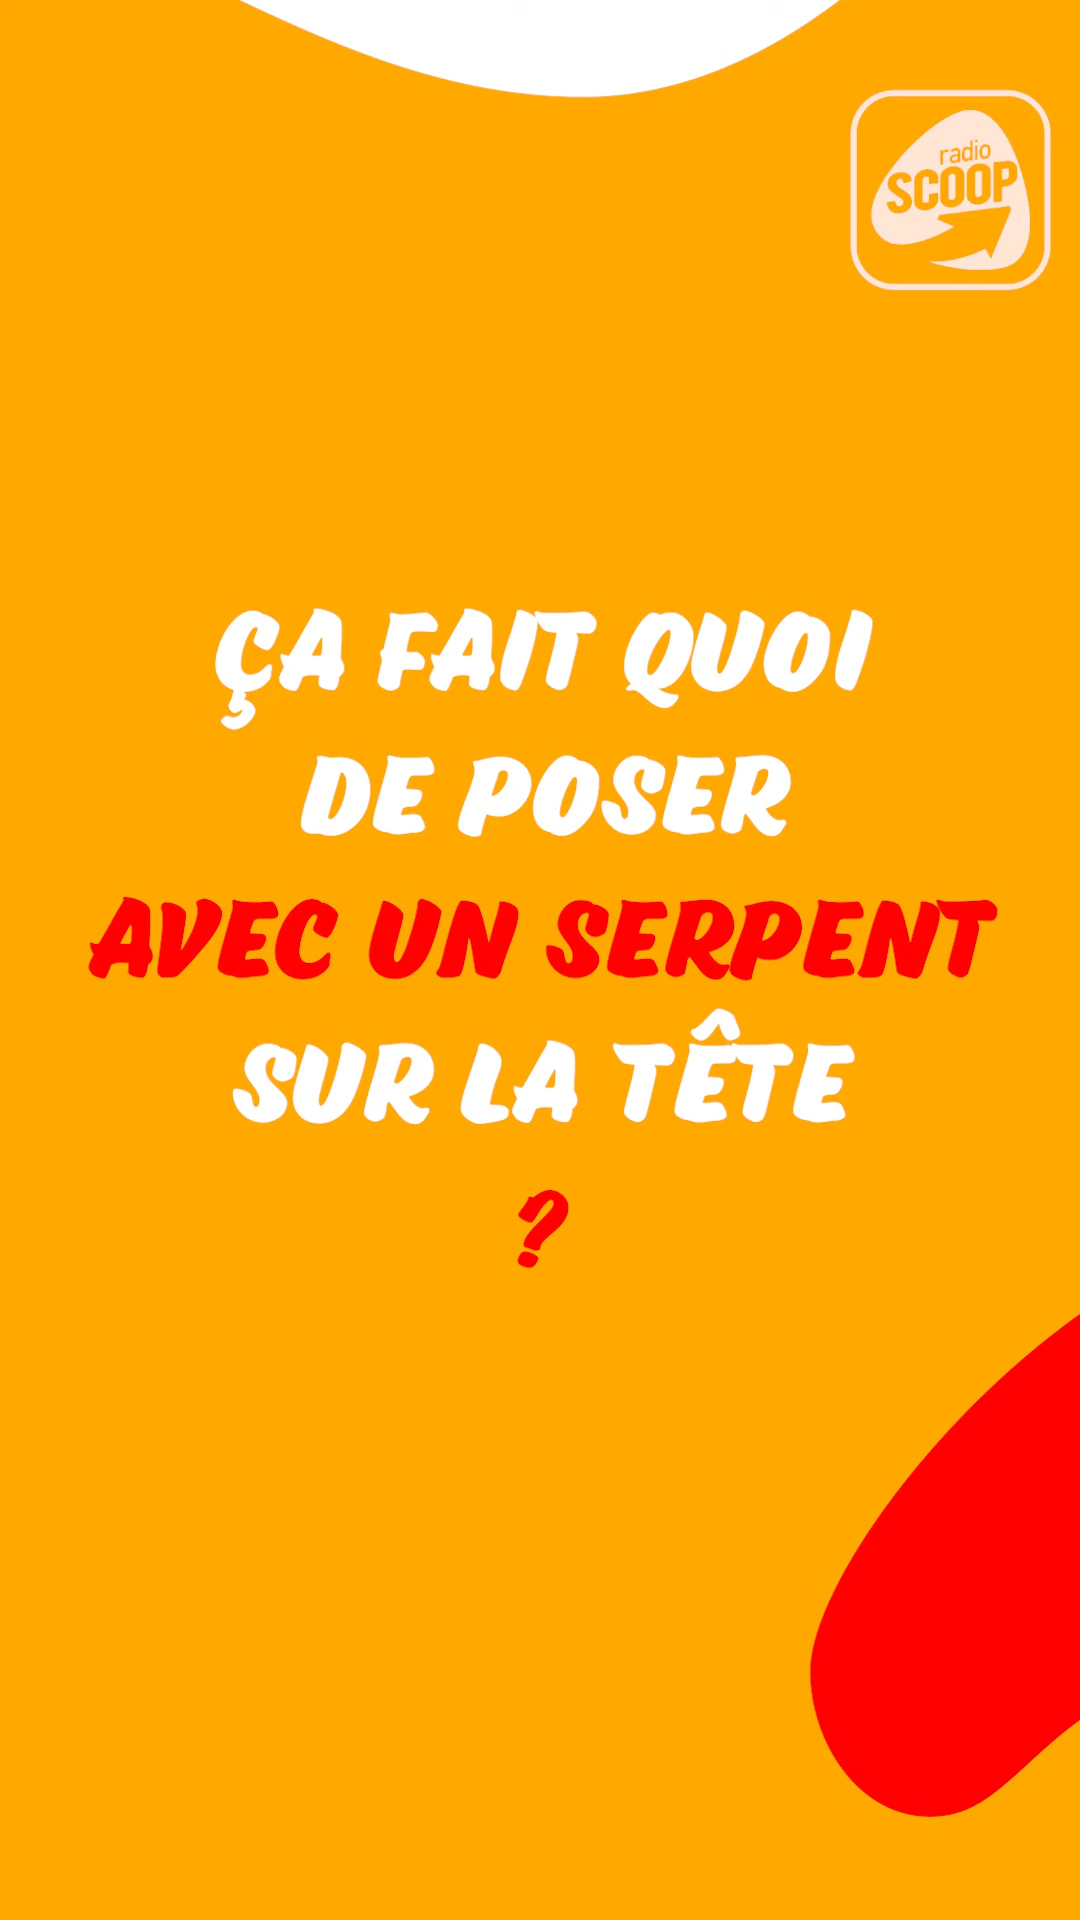 radio
SCOOP
ÇA FAIT QUOI
DE POSER
AVEC UN SERPENT
SUR LA TÊTE
?